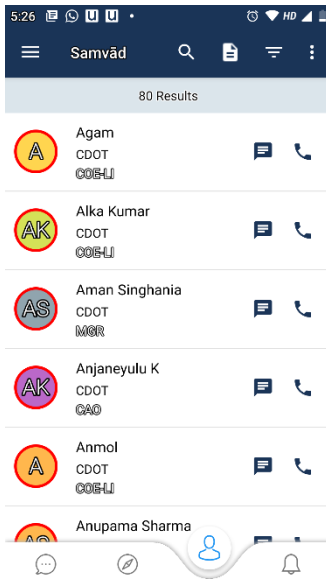 5:26 HD
Samvād
80 Results
A Agam
CDOT
COE-LI
AK Alka Kumar
CDOT
COE-LI
AS Aman Singhania
CDOT
MGR
AK Anjaneyulu K
CDOT
CAO
A Anmol
CDOT
COE-LI
AS Anupama Sharma